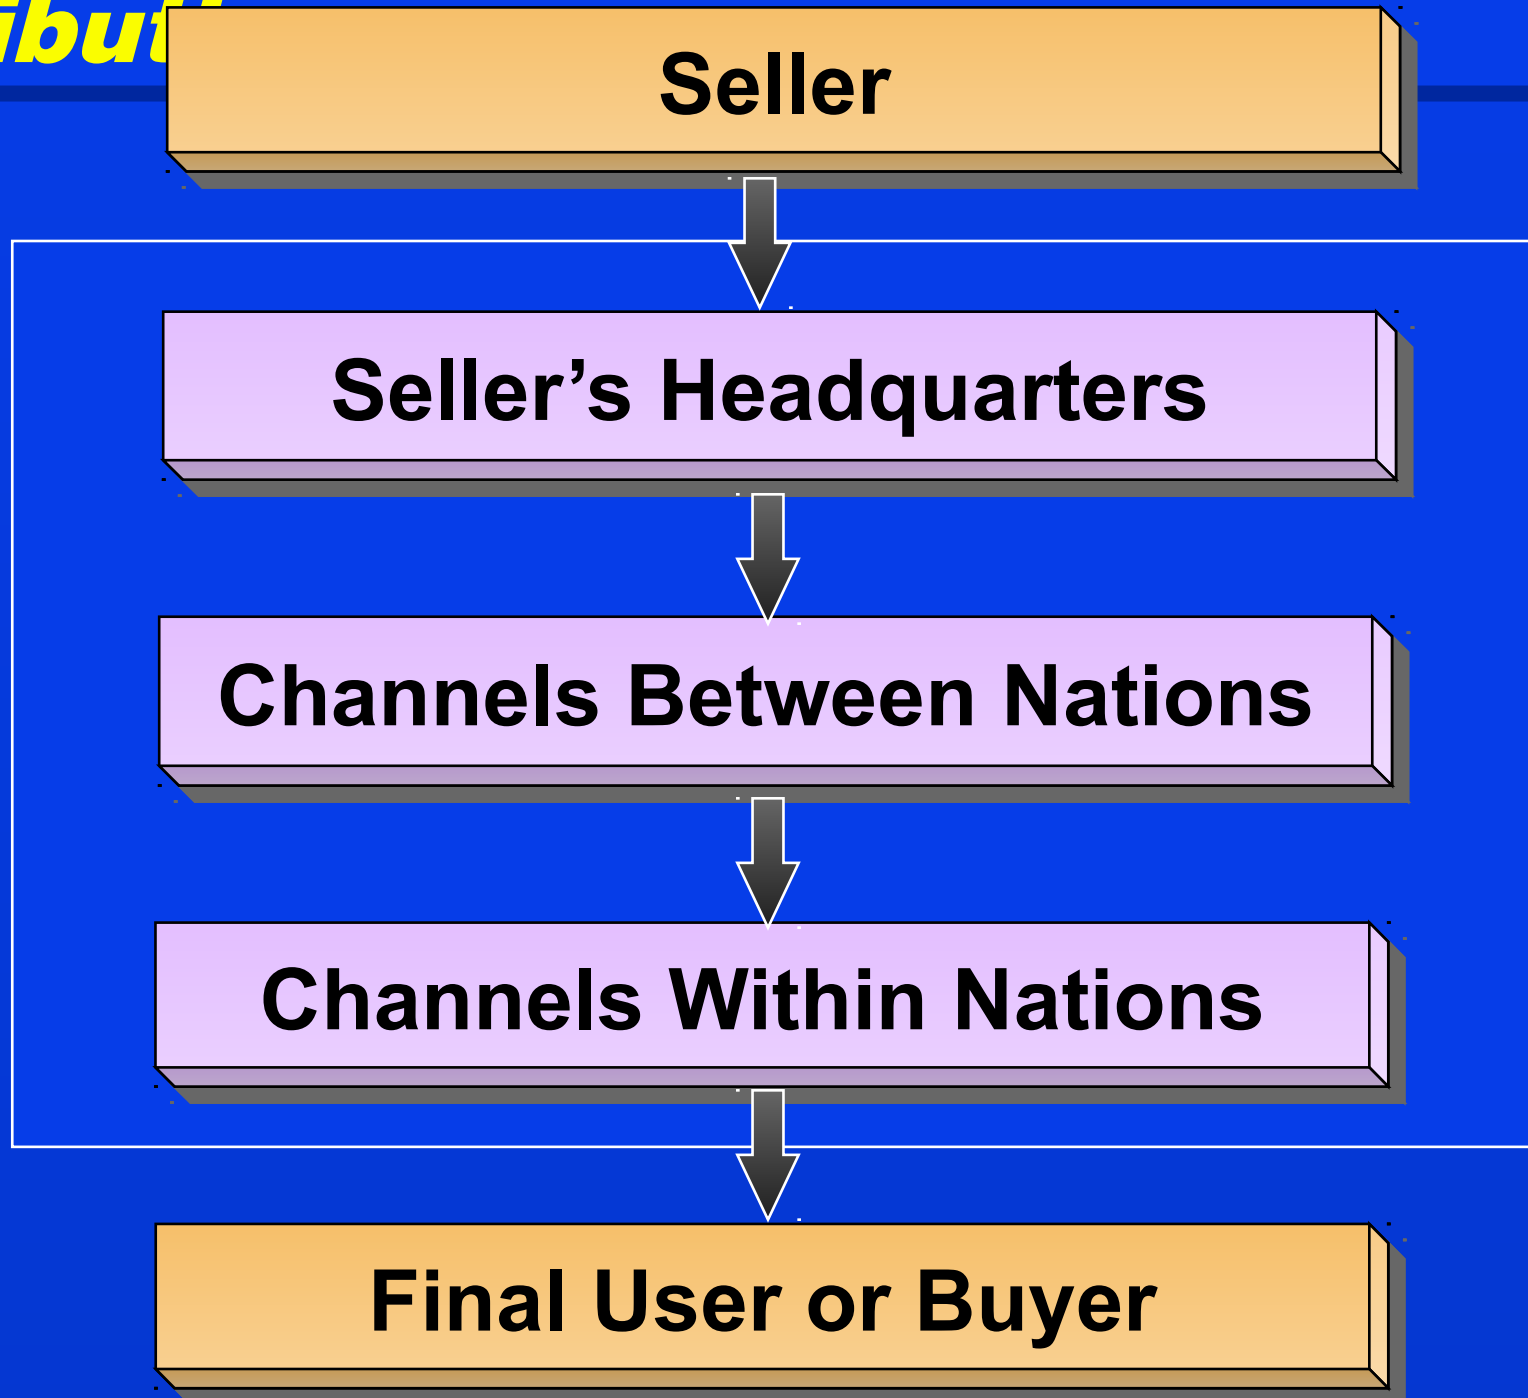 Seller
Seller’s Headquarters
Channels Between Nations
Channels Within Nations
Final User or Buyer